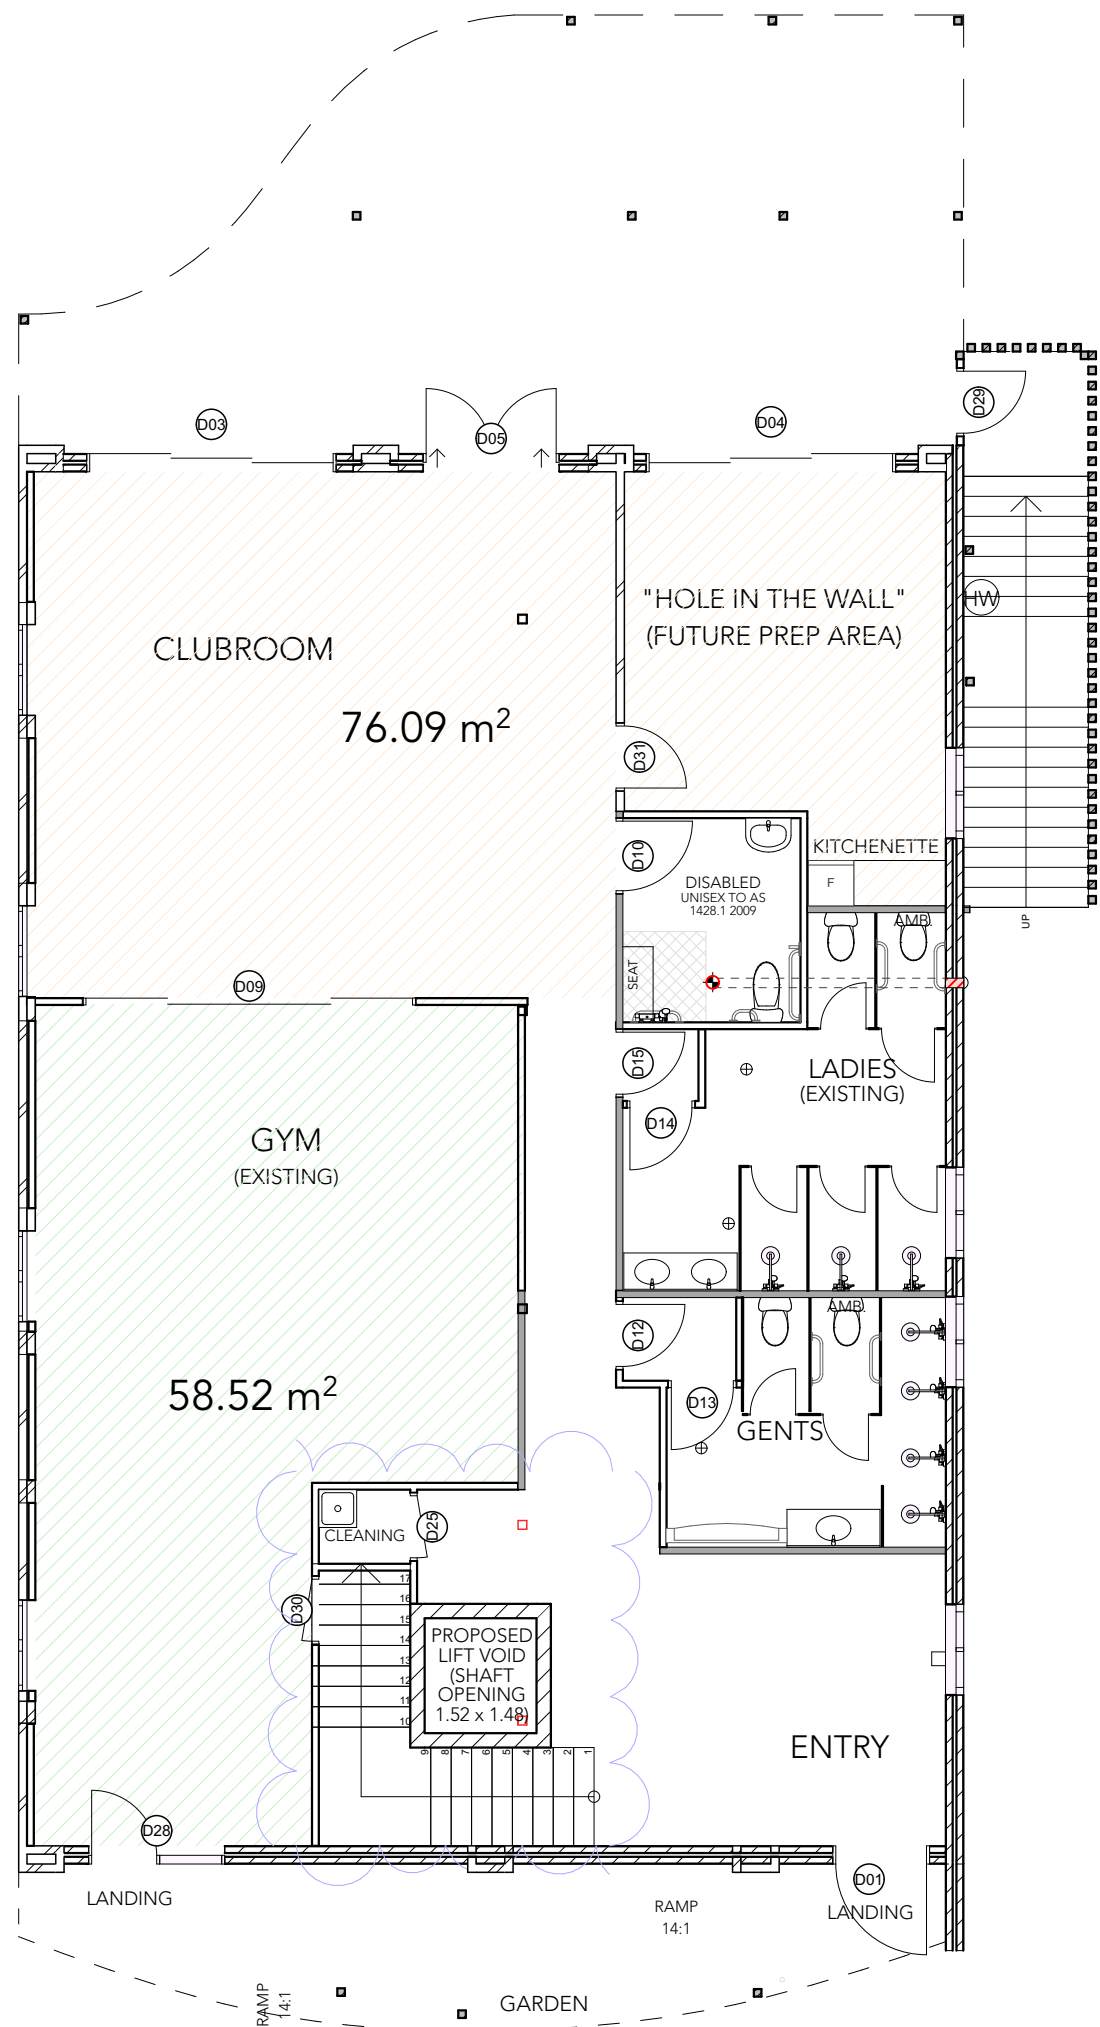 D03
D05
D04
D29
"HOLE IN THE WALL"
(FUTURE PREP AREA)
HW
CLUBROOM
76.09 m²
D31
D10
KITCHENETTE
DISABLED
UNISEX TO AS
1428.1 2009
F
AMB.
UP
SEAT
D09
D15
LADIES
(EXISTING)
D14
GYM
(EXISTING)
AMB.
D12
58.52 m²
D13
GENTS
CLEANING
D25
D30
17
16
15
14
13
12
11
10
PROPOSED
LIFT VOID
(SHAFT
OPENING
1.52 x 1.48)
9 8 7 6 5 4 3 2 1
ENTRY
D28
D01
LANDING
RAMP
14:1
LANDING
RAMP
14:1
GARDEN